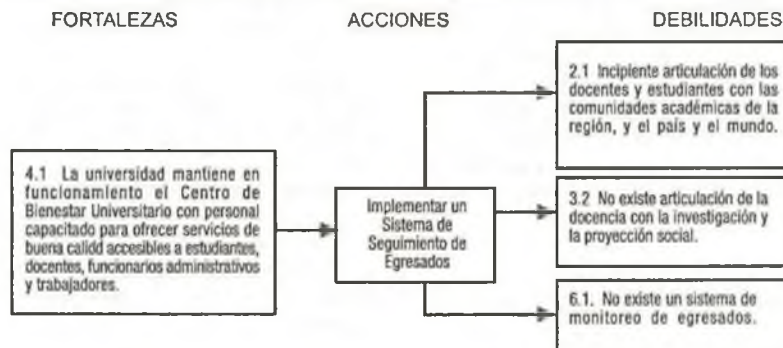 FORTALEZAS
ACCIONES
DEBILIDADES
4.1 La universidad mantiene en
funcionamiento el Centro de
Bienestar Universitario con personal
capacitado para ofrecer servicios de
buena calidd accesibles a estudiantes,
docentes, funcionarios administrativos
y trabajadores.
Implementar un
Sistema de
Seguimiento de
Egresados
2.1 Incipiente articulación de los
docentes y estudiantes con las
comunidades académicas de la
región, y el país y el mundo.
3.2 No existe articulación de la
docencia con la investigación y
la proyección social.
6.1. No existe un sistema de
monitoreo de egresados.